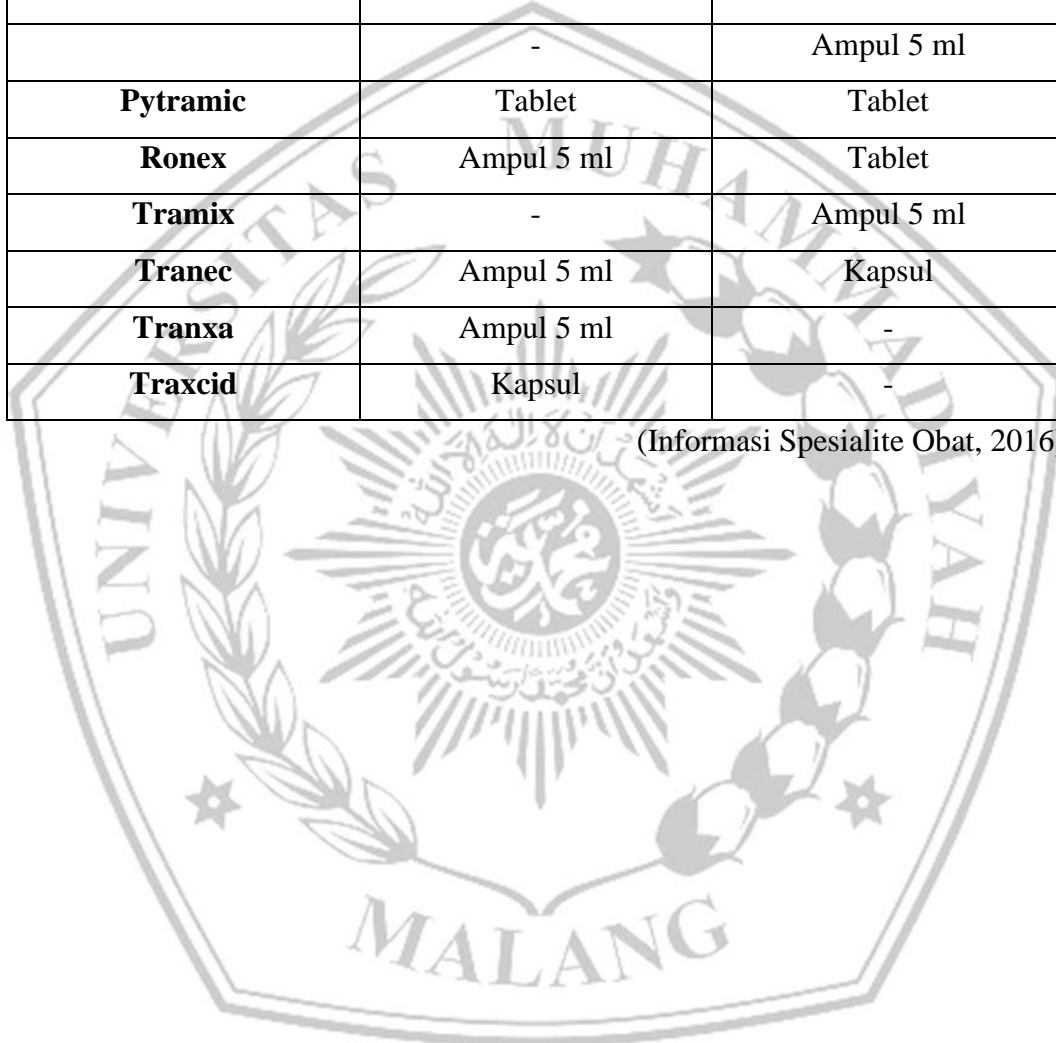 - Ampul 5 ml
Pytramic Tablet Tablet
Ronex Ampul 5 ml Tablet
Tramix - Ampul 5 ml
Tranec Ampul 5 ml Kapsul
Tranxa Ampul 5 ml -
Traxcid Kapsul -
(Informasi Spesialite Obat, 2016)
UNIVERSITAS MUHAMMADIYAH
MALANG